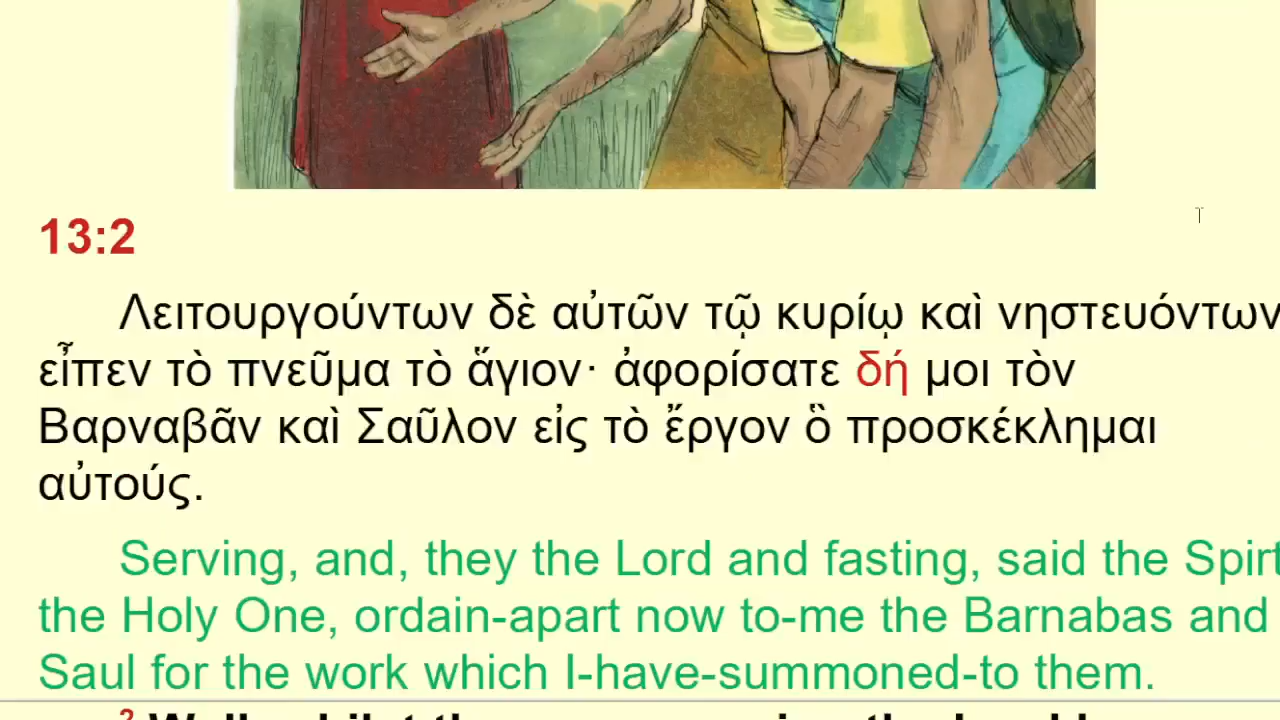 13:2
Λειτουργούντων δὲ αὐτῶν τῷ κυρίῳ καὶ νηστευόντων
εἶπεν τὸ πνεῦμα τὸ ἅγιον· ἀφορίσατε δή μοι τὸν
Βαρναβᾶν καὶ Σαῦλον εἰς τὸ ἔργον ὃ προσκέκλημαι
αὐτούς.
Serving, and, they the Lord and fasting, said the Spirt
the Holy One, ordain-apart now to-me the Barnabas and
Saul for the work which I-have-summoned-to them.
2